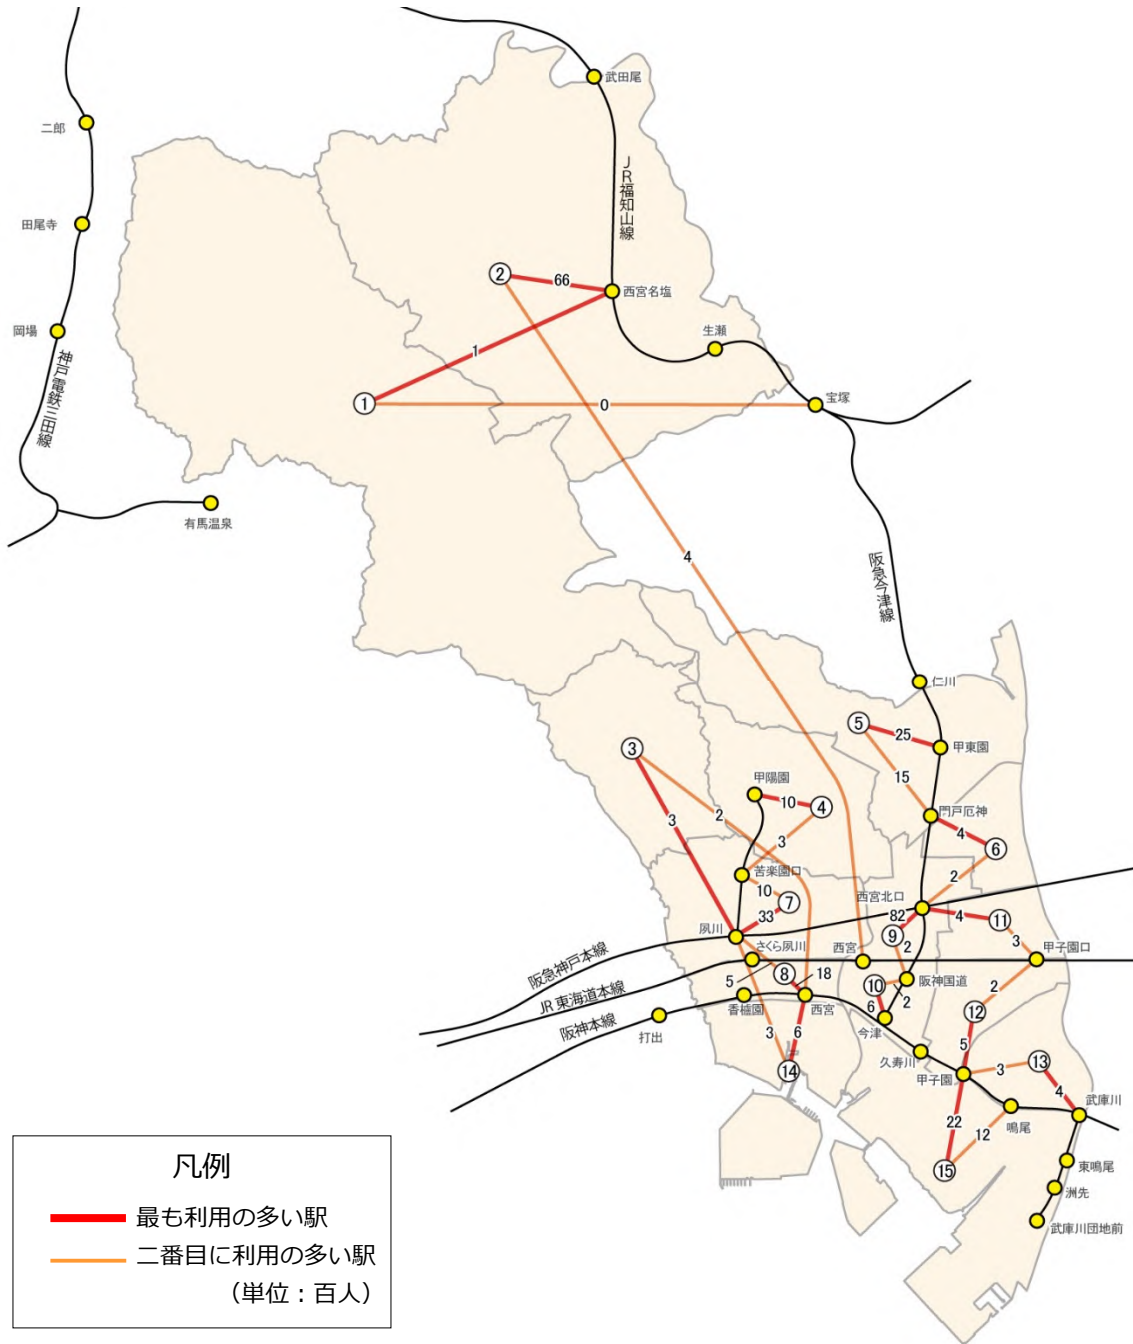 武田尾
二郎
JR福知山線
田尾寺
② 66
西宮名塩
岡場
生瀬
神戸電鉄三田線
1
① 0
宝塚
有馬温泉
4
阪急今津線
仁川
⑤ 25
甲東園
③
15
甲陽園
10 ④
門戸厄神
3
2
4
3
⑥
苦楽園口
2
10
⑦
西宮北口
33
82
4 ⑪
夙川
⑨
さくら夙川
西宮
2
3
甲子園口
阪急神戸本線
5
⑧
18
阪神国道
JR東海道本線
⑩
2
2
香櫨園
西宮
⑫
阪神本線
打出
6
今津
3
6
5
久寿川
⑭
甲子園
3
⑬
4
武庫川
22
12
鳴尾
⑮
東鳴尾
洲先
武庫川団地前
凡例
最も利用の多い駅
二番目に利用の多い駅
(単位：百人)